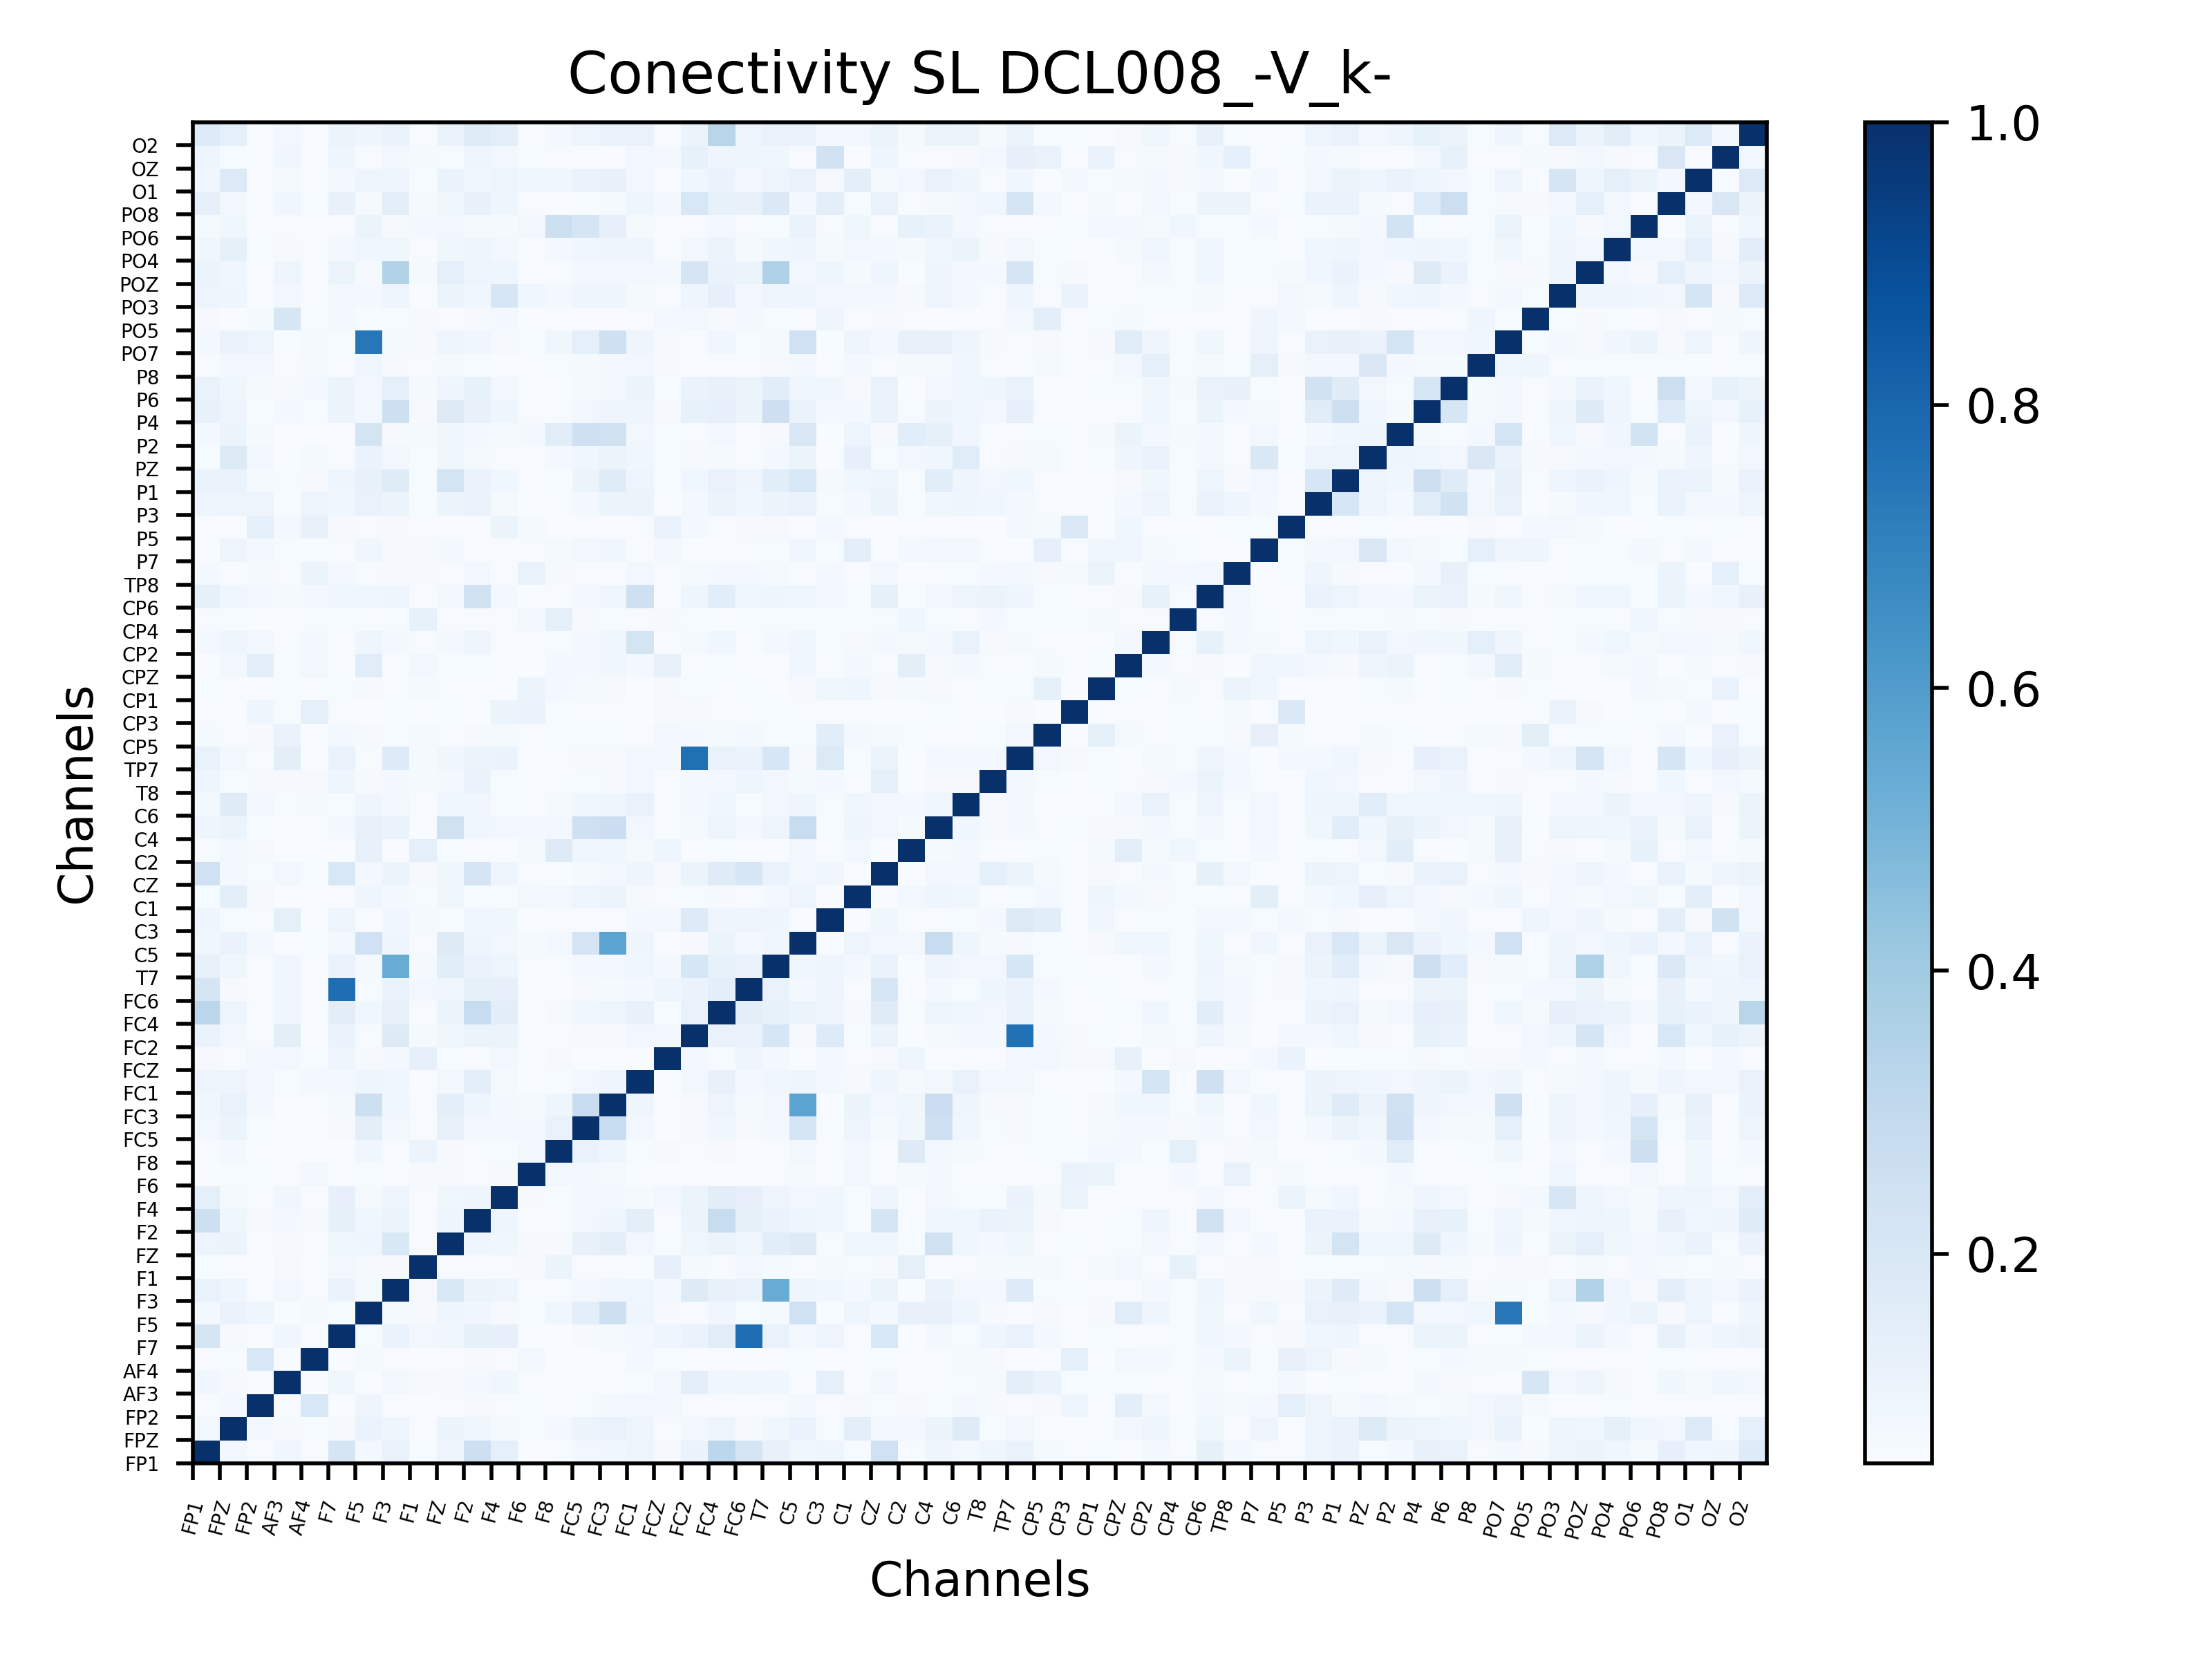 Conectivity SL DCL008_-V_k-
Channels
O2
OZ
O1
PO8
PO6
PO4
POZ
PO3
PO5
PO7
P8
P6
P4
P2
PZ
P1
P3
P5
P7
TP8
CP6
CP4
CP2
CPZ
CP1
CP3
CP5
TP7
T8
C6
C4
C2
CZ
C1
C3
C5
T7
FC6
FC4
FC2
FCZ
FC1
FC3
FC5
F8
F6
F4
F2
FZ
F1
F3
F5
F7
AF4
AF3
FP2
FPZ
FP1
FP1 FPZ FP2 AF3 AF4 F7 F5 F3 F1 FZ F2 F4 F6 F8 FC5 FC3 FC1 FCZ FC2 FC4 FC6 T7 C5 C3 C1 CZ C2 C4 C6 T8 TP7 CP5 CP3 CP1 CPZ CP2 CP4 CP6 TP8 P7 P5 P3 P1 PZ P2 P4 P6 P8 PO7 PO5 PO3 POZ PO4 PO6 PO8 O1 OZ O2
Channels
1.0
0.8
0.6
0.4
0.2